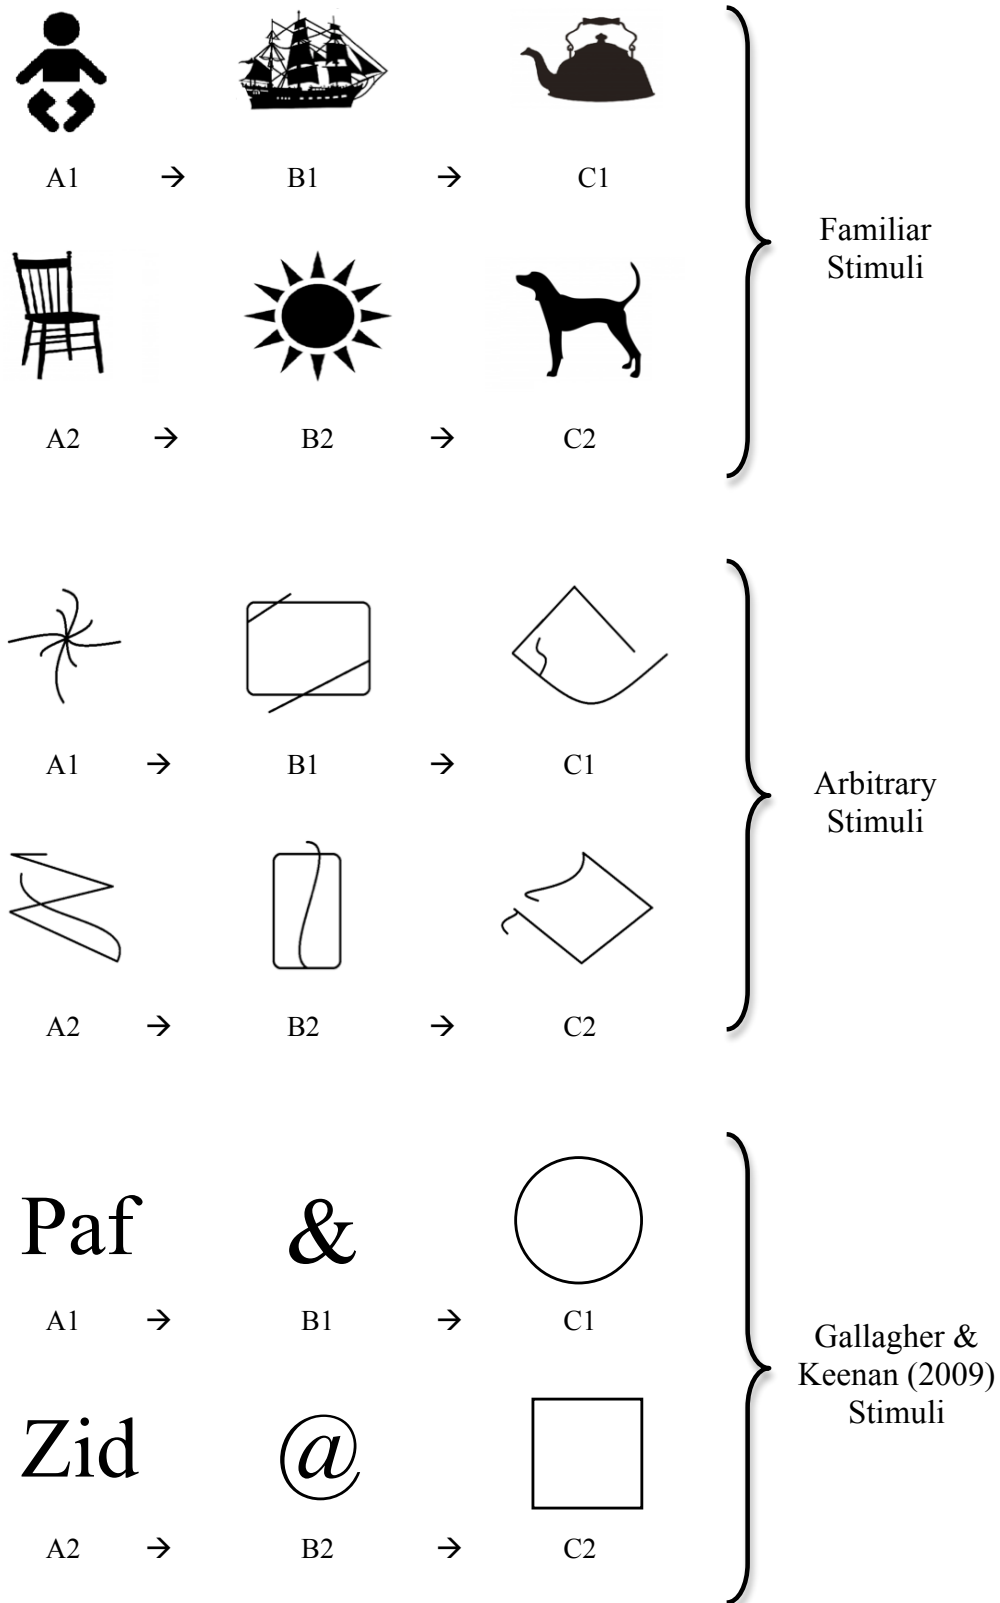 A1 → B1 → C1
Familiar
Stimuli
A2 → B2 → C2
A1 → B1 → C1
Arbitrary
Stimuli
A2 → B2 → C2
Paf & 
A1 → B1 → C1
Gallagher &
Keenan (2009)
Stimuli
Zid @
A2 → B2 → C2